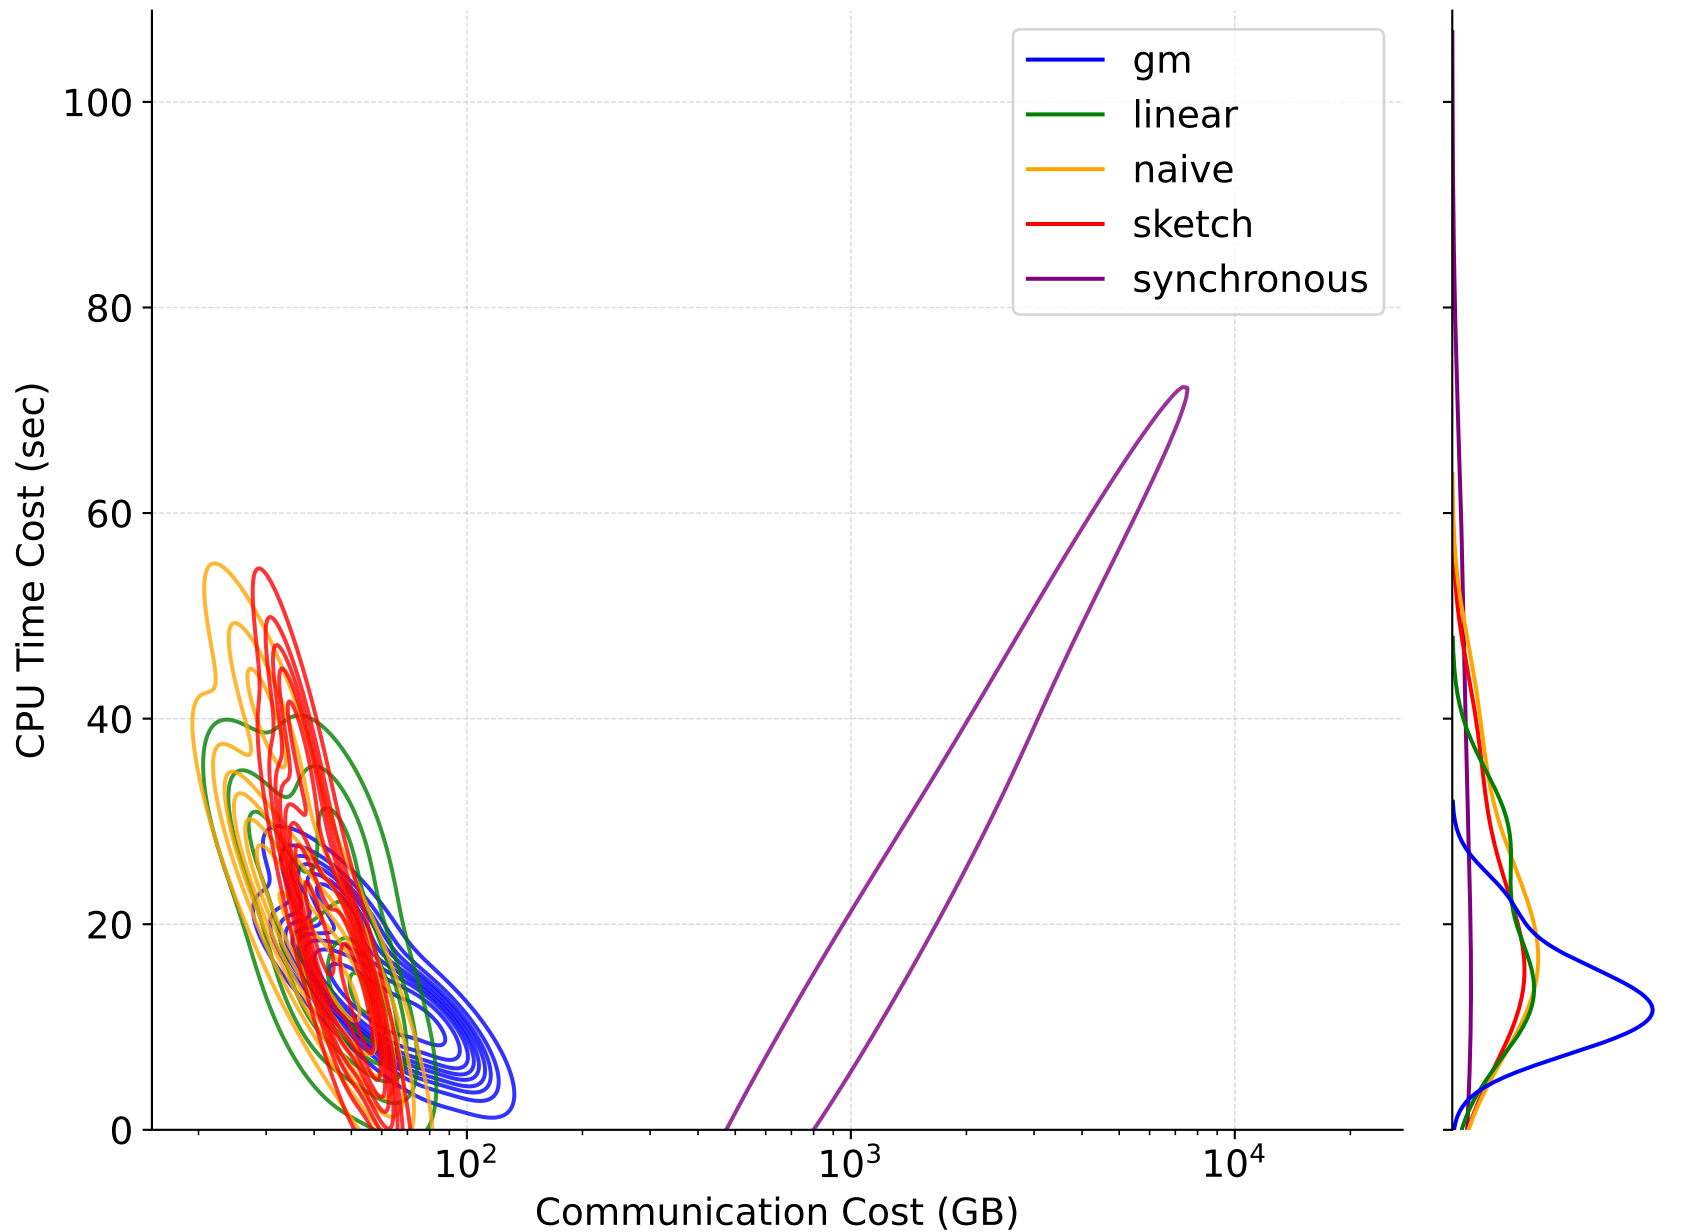 CPU Time Cost (sec)
100
80
60
40
20
0
10²
10³
10⁴
Communication Cost (GB)
gm
linear
naive
sketch
synchronous